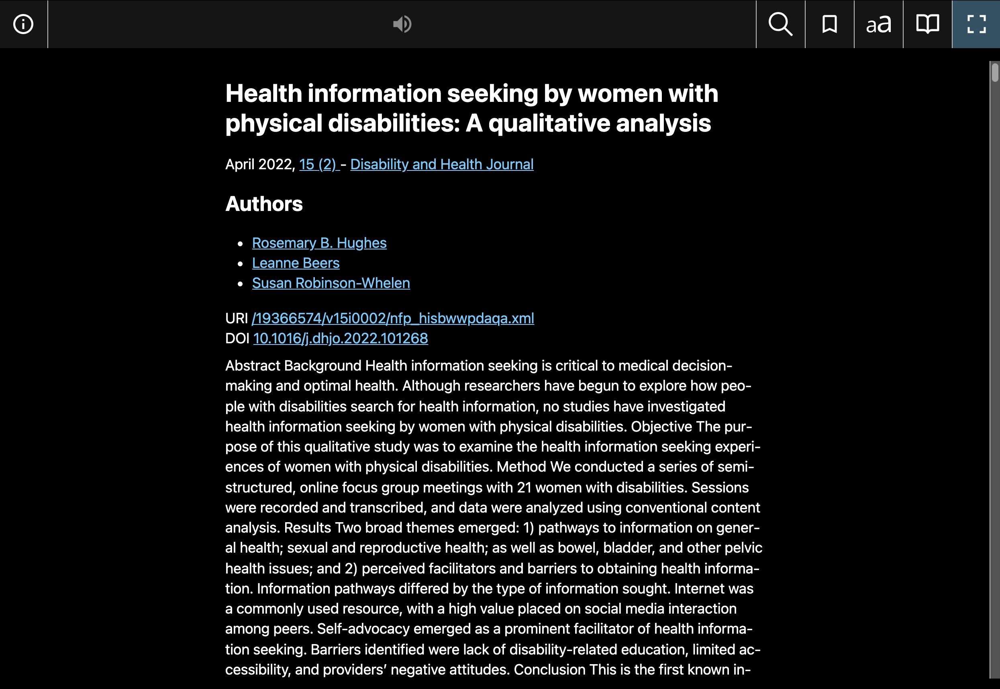 aA
Health information seeking by women with
physical disabilities: A qualitative analysis
April 2022, 15 (2) - Disability and Health Journal
Authors
• Rosemary B. Hughes
• Leanne Beers
• Susan Robinson-Whelen
URI /19366574/v15i0002/nfp_hisbwwpdaqa.xml
DOI 10.1016/j.dhjo.2022.101268
Abstract Background Health information seeking is critical to medical decision-
making and optimal health. Although researchers have begun to explore how peo-
ple with disabilities search for health information, no studies have investigated
health information seeking by women with physical disabilities. Objective The pur-
pose of this qualitative study was to examine the health information seeking experi-
ences of women with physical disabilities. Method We conducted a series of semi-
structured, online focus group meetings with 21 women with disabilities. Sessions
were recorded and transcribed, and data were analyzed using conventional content
analysis. Results Two broad themes emerged: 1) pathways to information on gener-
al health; sexual and reproductive health; as well as bowel, bladder, and other pelvic
health issues; and 2) perceived facilitators and barriers to obtaining health informa-
tion. Information pathways differed by the type of information sought. Internet was
a commonly used resource, with a high value placed on social media interaction
among peers. Self-advocacy emerged as a prominent facilitator of health informa-
tion seeking. Barriers identified were lack of disability-related education, limited ac-
cessibility, and providers’ negative attitudes. Conclusion This is the first known in-